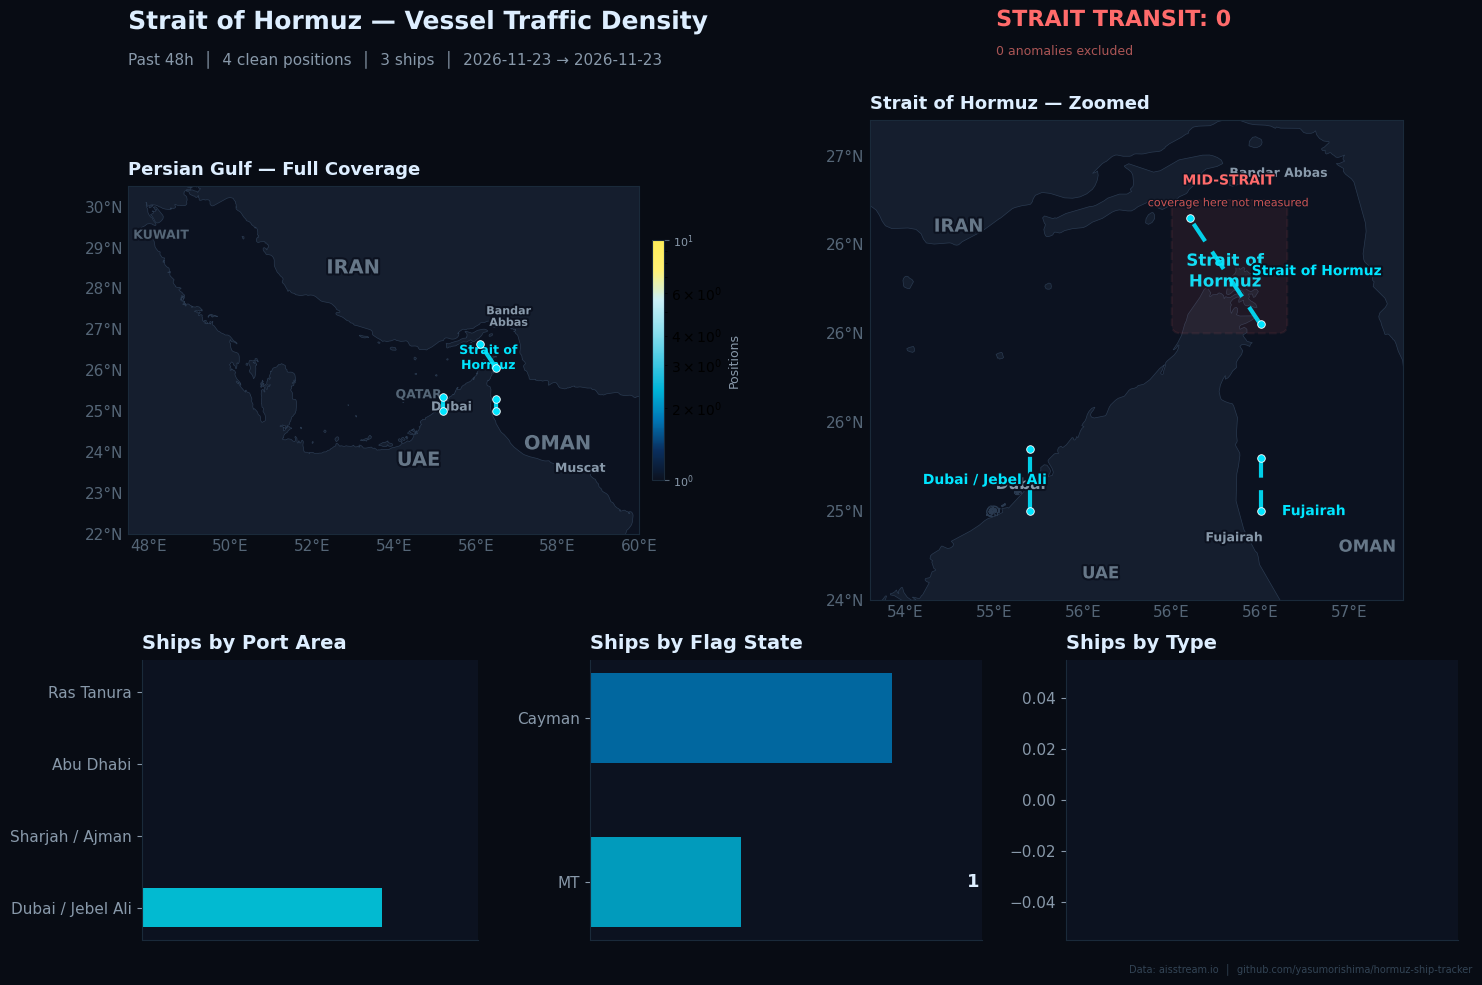 Strait of Hormuz — Vessel Traffic Density
Past 48h │ 4 clean positions │ 3 ships │ 2026-11-23 → 2026-11-23
STRAIT TRANSIT: 0
0 anomalies excluded
Persian Gulf — Full Coverage
30°N
29°N
28°N
27°N
26°N
25°N
24°N
23°N
22°N
48°E
50°E
52°E
54°E
56°E
58°E
60°E
KUWAIT
IRAN
Bandar
Abbas
Strait of
Hormuz
QATAR
Dubai
OMAN
UAE
Muscat
10¹
6 × 10⁰
4 × 10⁰
3 × 10⁰
2 × 10⁰
10⁰
Positions
Strait of Hormuz — Zoomed
27°N
26°N
26°N
26°N
25°N
24°N
54°E
55°E
56°E
56°E
56°E
57°E
Bandar Abbas
MID-STRAIT
coverage here not measured
IRAN
Strait of
Hormuz
Strait of Hormuz
Dubai / Jebel Ali
Dubai
Fujairah
Fujairah
OMAN
UAE
Ships by Port Area
Ras Tanura
Abu Dhabi
Sharjah / Ajman
Dubai / Jebel Ali
Ships by Flag State
Cayman
MT
1
Ships by Type
0.04
0.02
0.00
−0.02
−0.04
Data: aisstream.io │ github.com/yasumorishima/hormuz-ship-tracker